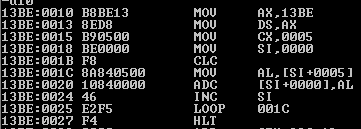 -u10
13BE:0010 B8BE13 MOV AX,13BE
13BE:0013 8ED8 MOV DS,AX
13BE:0015 B90500 MOV CX,0005
13BE:0018 BE0000 MOV SI,0000
13BE:001B F8 CLC
13BE:001C 8A840500 MOV AL,[SI+0005]
13BE:0020 10840000 ADC [SI+0000],AL
13BE:0024 46 INC SI
13BE:0025 E2F5 LOOP 001C
13BE:0027 F4 HLT